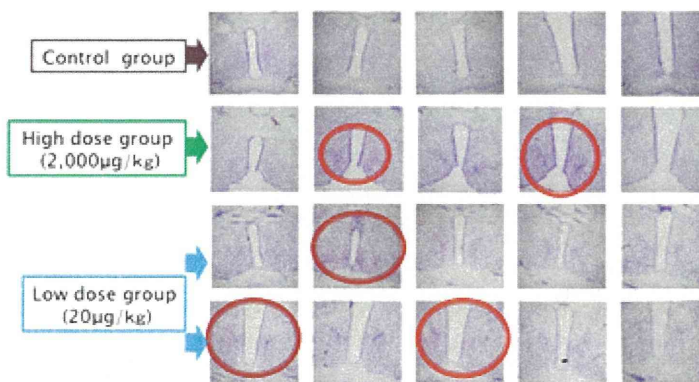 Control group
High dose group
(2,000μg/kg)
Low dose group
(20μg/kg)